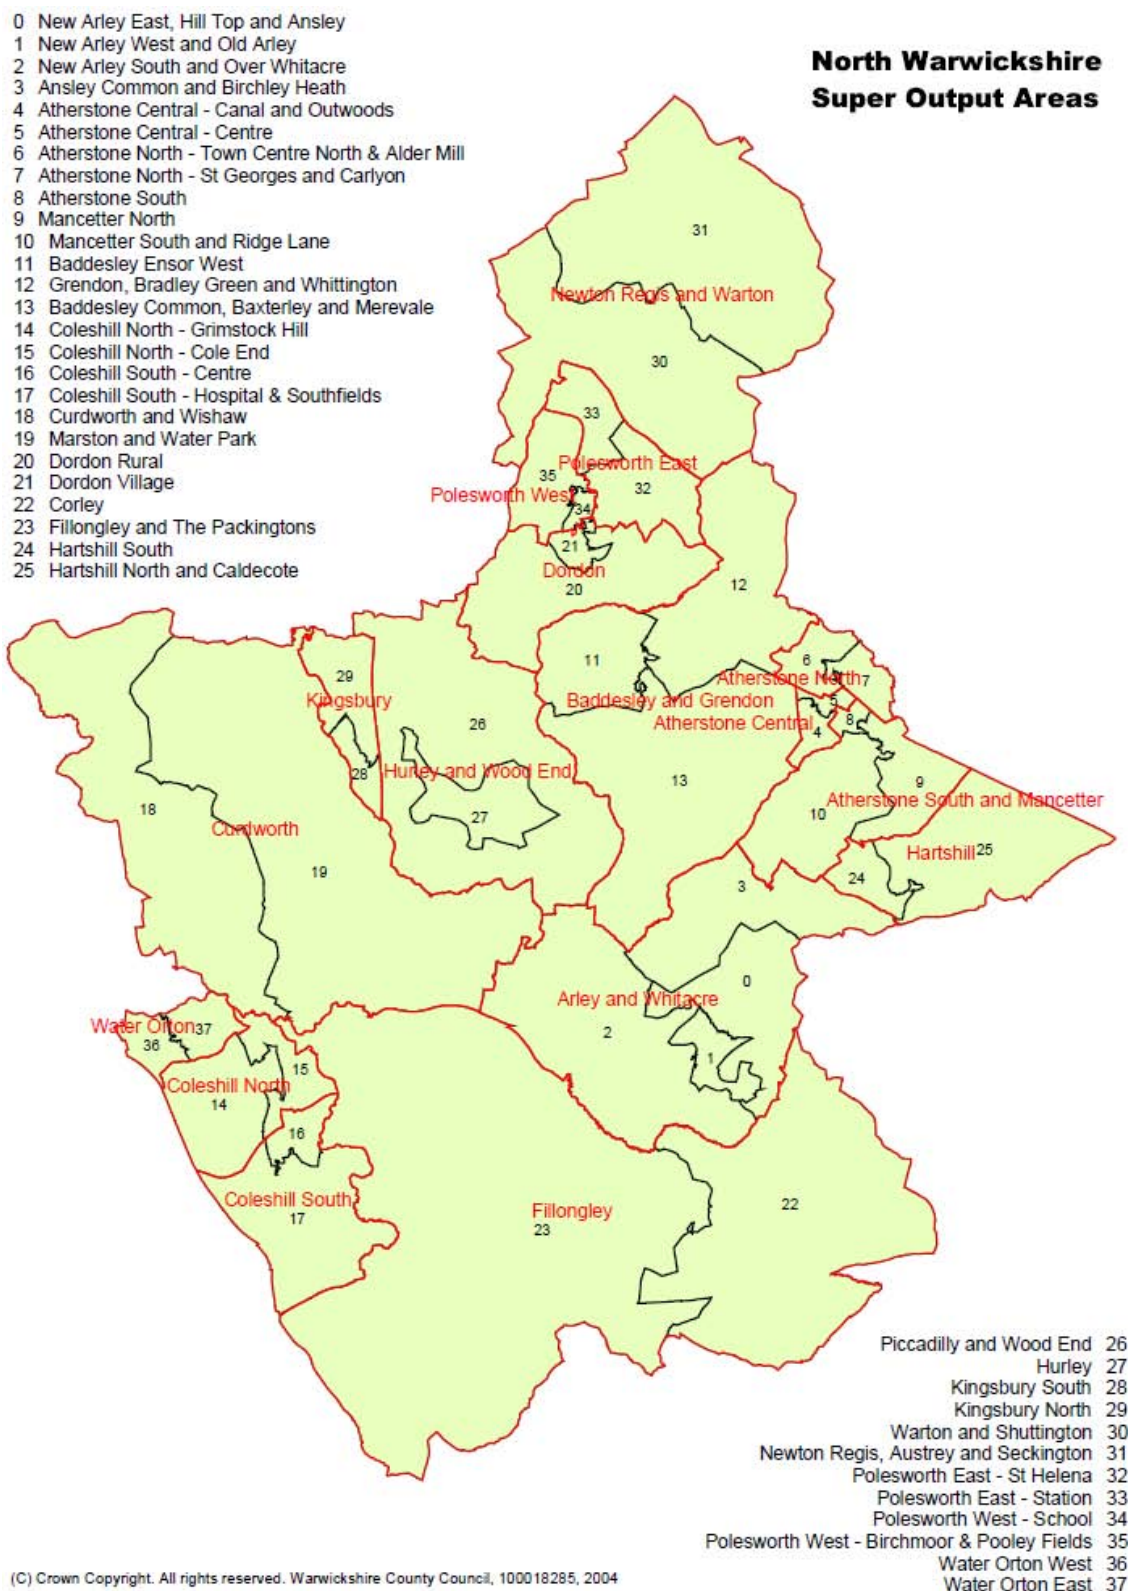 0 New Arley East, Hill Top and Ansley
1 New Arley West and Old Arley
2 New Arley South and Over Whitacre
3 Ansley Common and Birchley Heath
4 Atherstone Central - Canal and Outwoods
5 Atherstone Central - Centre
6 Atherstone North - Town Centre North & Alder Mill
7 Atherstone North - St Georges and Carlyon
8 Atherstone South
9 Mancetter North
10 Mancetter South and Ridge Lane
11 Baddesley Ensor West
12 Grendon, Bradley Green and Whittington
13 Baddesley Common, Baxterley and Merevale
14 Coleshill North - Grimstock Hill
15 Coleshill North - Cole End
16 Coleshill South - Centre
17 Coleshill South - Hospital & Southfields
18 Curdworth and Wishaw
19 Marston and Water Park
20 Dordon Rural
21 Dordon Village
22 Corley
23 Fillongley and The Packingtons
24 Hartshill South
25 Hartshill North and Caldecote
North Warwickshire
Super Output Areas
31
Newton Regis and Warton
30
33
Polesworth East
35
32
Polesworth West
34
21
Dordon
20
12
11
6
29
Atherstone North
7
Kingsbury
Baddesley and Grendon
5
26
Atherstone Central
8
4
28
Hurley and Wood End
13
9
Atherstone South and Mancetter
18
10
27
Curdworth
Hartshill
25
19
24
3
0
Arley and Whitacre
Water Orton
37
2
36
1
15
Coleshill North
14
16
Coleshill South
22
17
Fillongley
23
Piccadilly and Wood End 26
Hurley 27
Kingsbury South 28
Kingsbury North 29
Warton and Shuttington 30
Newton Regis, Austrey and Seckington 31
Polesworth East - St Helena 32
Polesworth East - Station 33
Polesworth West - School 34
Polesworth West - Birchmoor & Pooley Fields 35
Water Orton West 36
Water Orton East 37
(C) Crown Copyright. All rights reserved. Warwickshire County Council, 100018285, 2004